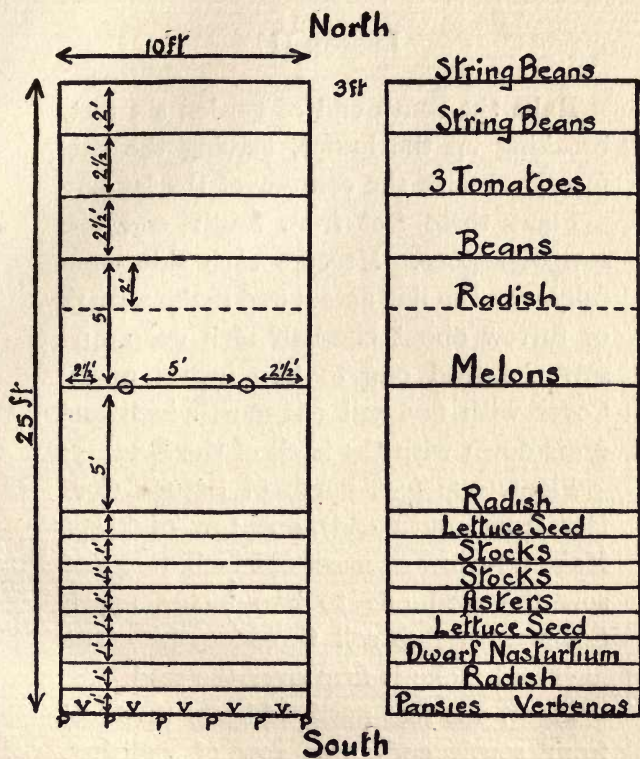 North
10ft
3ft
2'
2½'
2½'
5
2'
2½' 5' 2½'
25 ft
5'
1'
1'
1'
1'
1'
1'
1'
1'
V V V V V
P P P P P P
String Beans
String Beans
3 Tomatoes
Beans
Radish
Melons
Radish
Lettuce Seed
Stocks
Stocks
Asters
Lettuce Seed
Dwarf Nasturtium
Radish
Pansies Verbenas
South